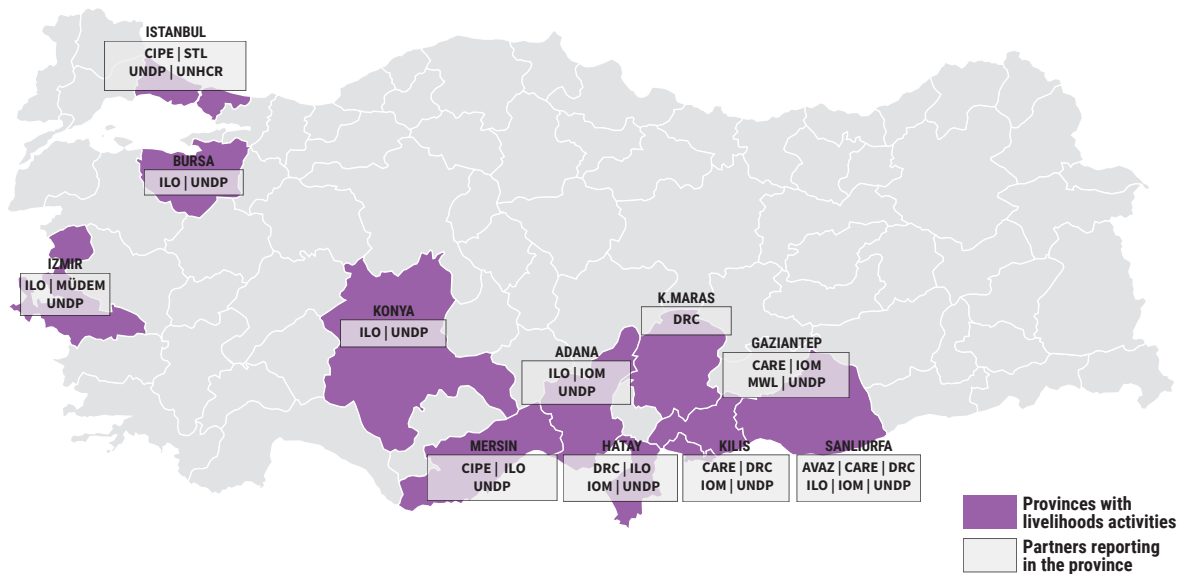 ISTANBUL
CIPE | STL
UNDP | UNHCR
BURSA
ILO | UNDP
IZMIR
ILO | MÜDEM
UNDP
KONYA
ILO | UNDP
K.MARAS
DRC
ADANA
ILO | IOM
UNDP
GAZIANTEP
CARE | IOM
MWL | UNDP
MERSIN
CIPE | ILO
UNDP
HATAY
DRC | ILO
IOM | UNDP
KILIS
CARE | DRC
IOM | UNDP
SANLIURFA
AVAZ | CARE | DRC
ILO | IOM | UNDP
Provinces with
livelihoods activities
Partners reporting
in the province